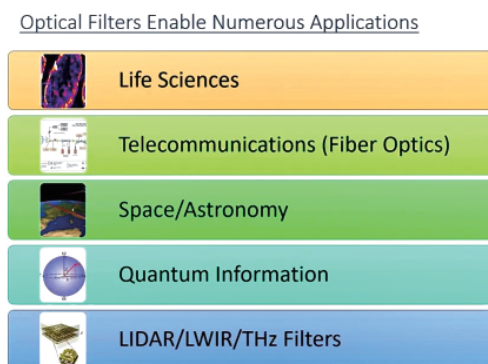 Optical Filters Enable Numerous Applications
Life Sciences
Telecommunications (Fiber Optics)
Space/Astronomy
Quantum Information
LIDAR/LWIR/THz Filters